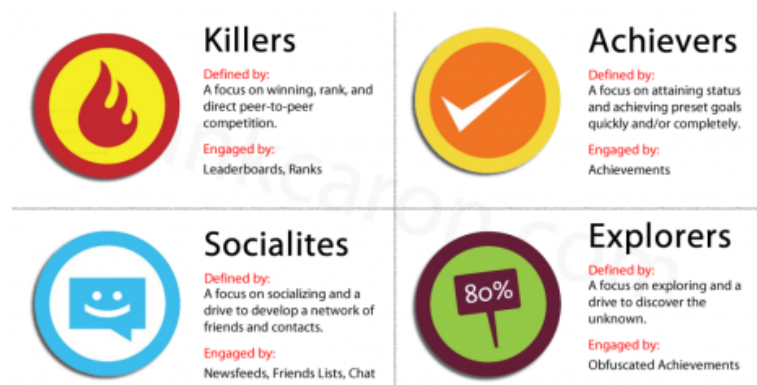 Killers
Defined by:
A focus on winning, rank, and
direct peer-to-peer
competition.
Engaged by:
Leaderboards, Ranks
Achievers
Defined by:
A focus on attaining status
and achieving preset goals
quickly and/or completely.
Engaged by:
Achievements
Socialites
Defined by:
A focus on socializing and a
drive to develop a network of
friends and contacts.
Engaged by:
Newsfeeds, Friends Lists, Chat
80%
Explorers
Defined by:
A focus on exploring and a
drive to discover the
unknown.
Engaged by:
Obfuscated Achievements